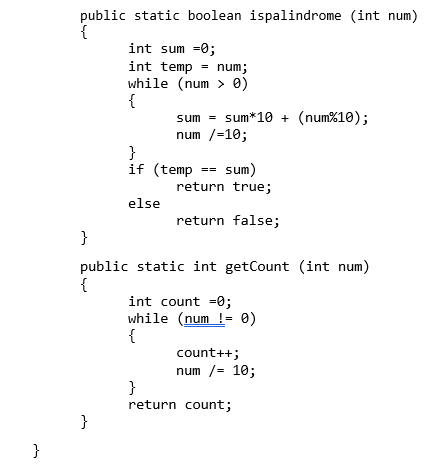 public static boolean ispalindrome (int num)
{
int sum =0;
int temp = num;
while (num > 0)
{
sum = sum*10 + (num%10);
num /=10;
}
if (temp == sum)
return true;
else
return false;
}
public static int getCount (int num)
{
int count =0;
while (num != 0)
{
count++;
num /= 10;
}
return count;
}
}